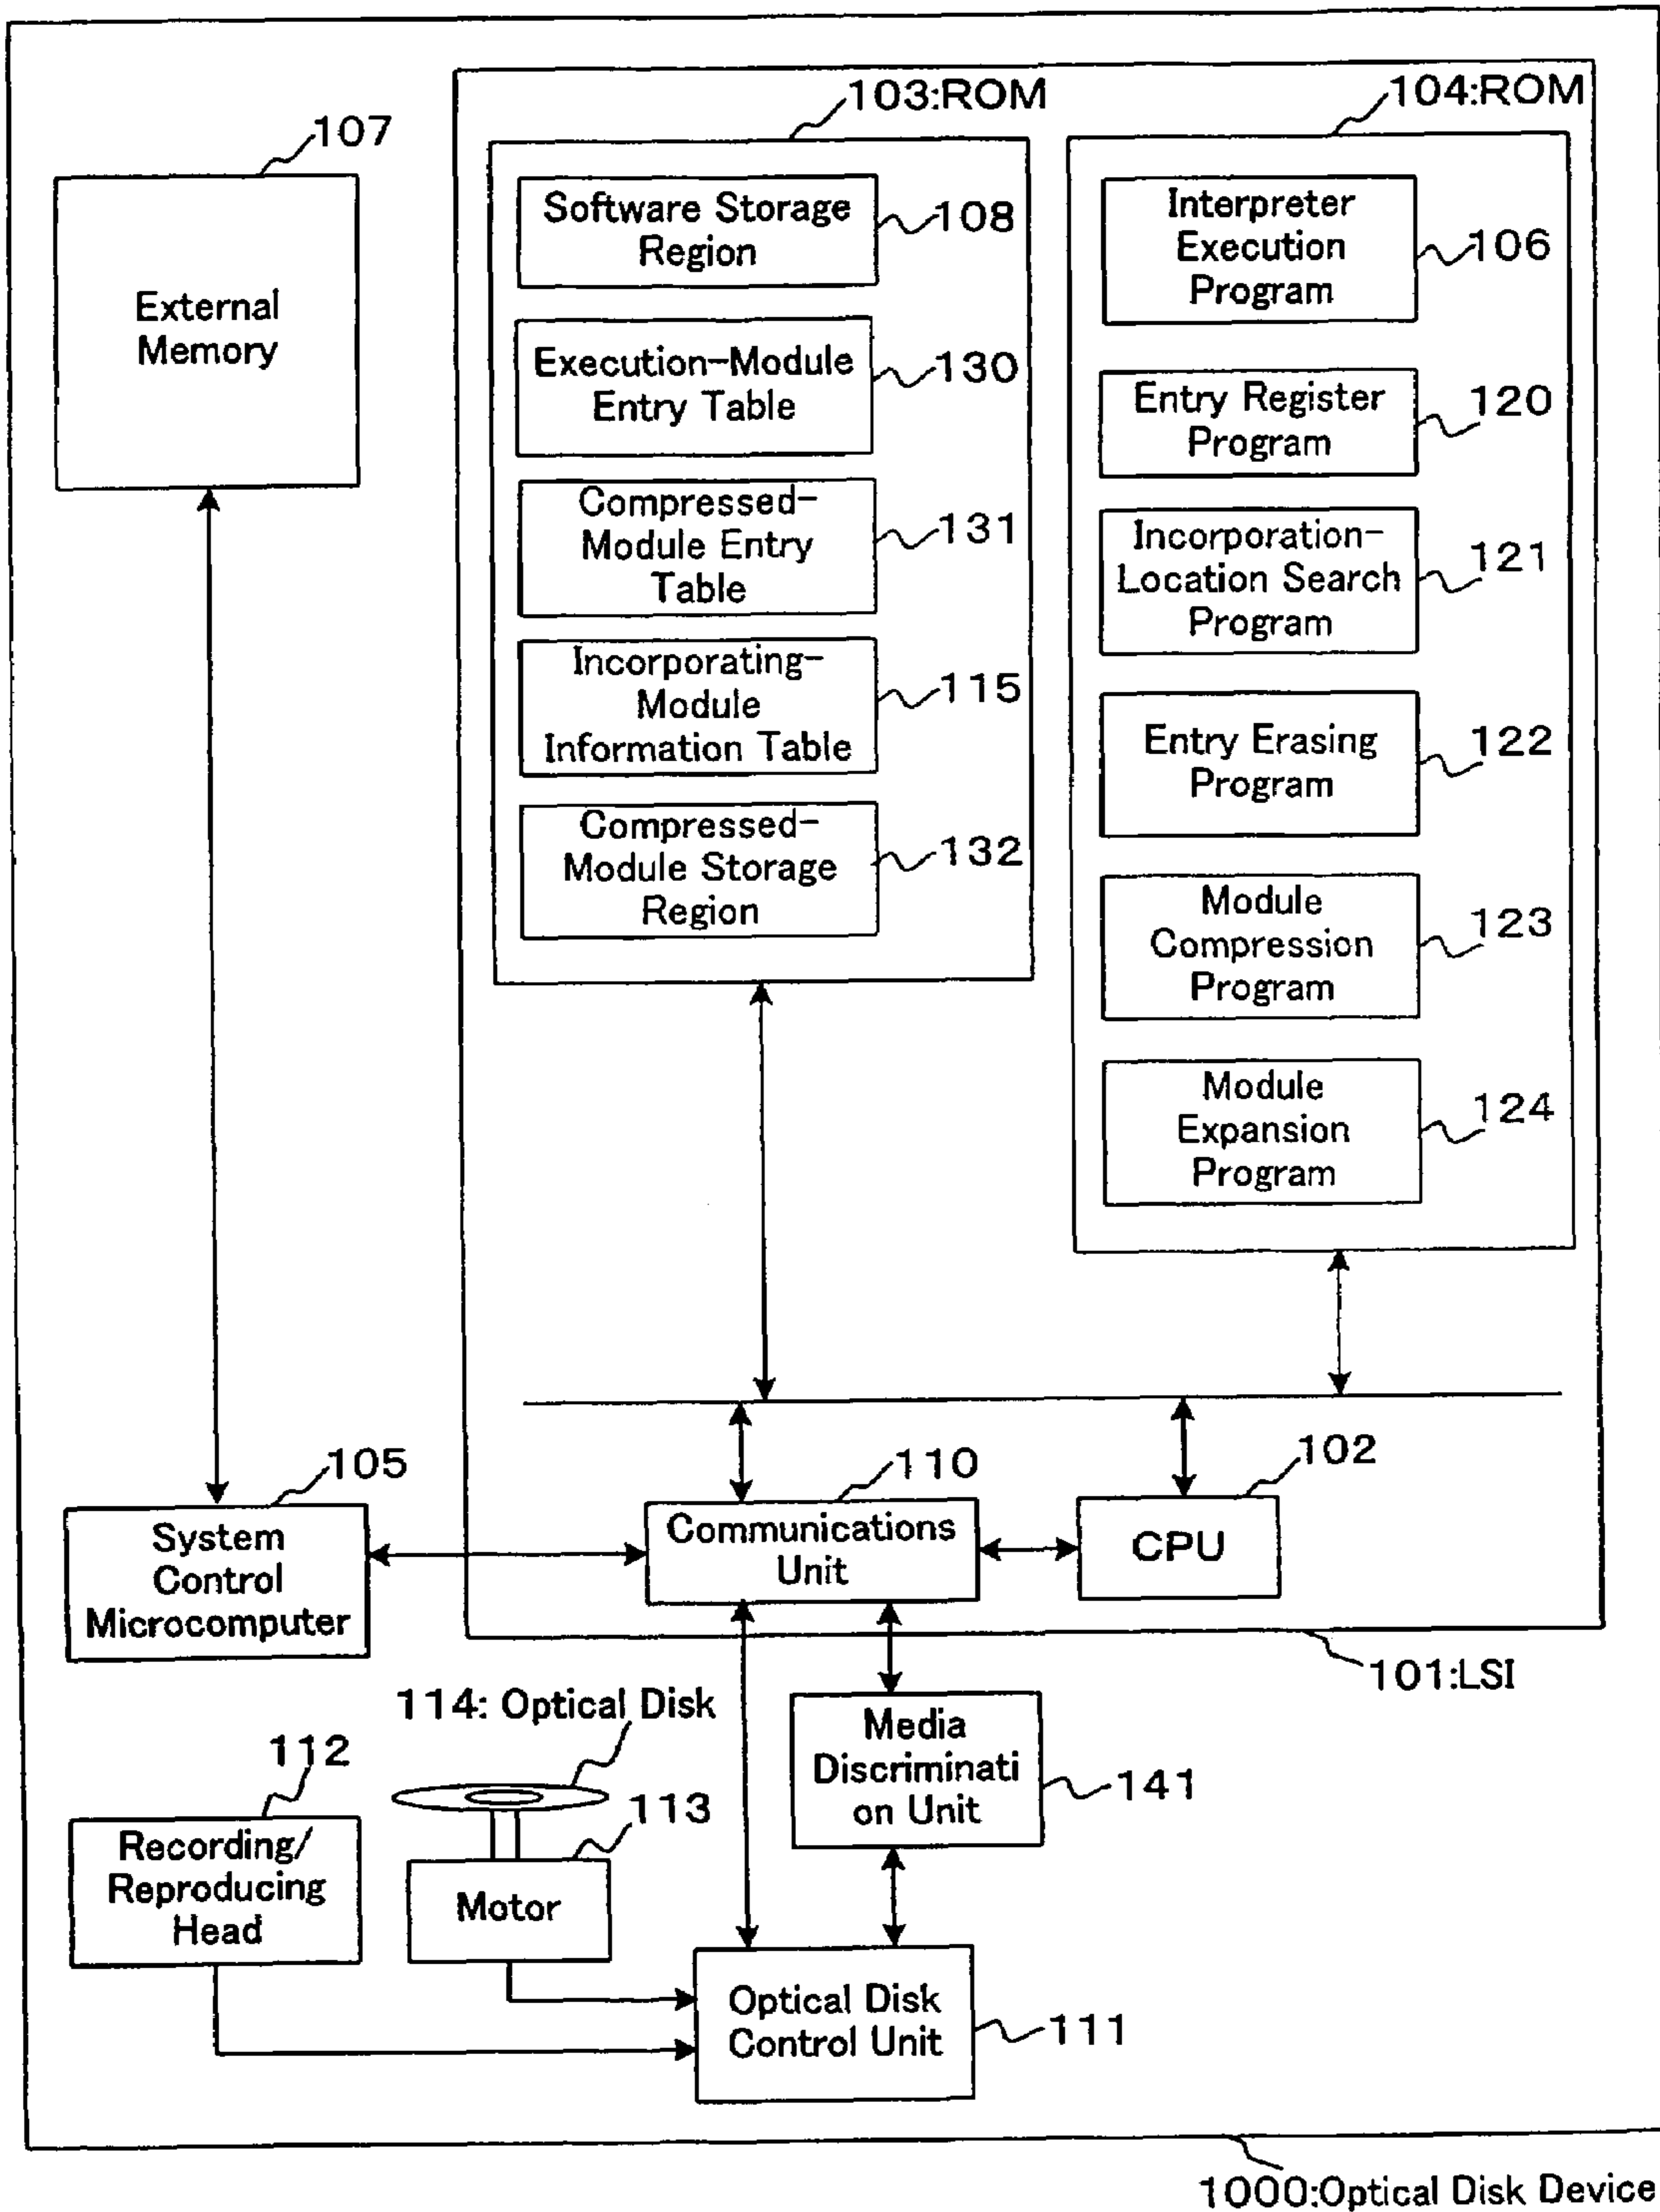 103:ROM
104:ROM
107
External
Memory
Software Storage
Region
108
Execution-Module
Entry Table
130
Compressed-
Module Entry
Table
131
Incorporating-
Module
Information Table
115
Compressed-
Module Storage
Region
132
Interpreter
Execution
Program
106
Entry Register
Program
120
Incorporation-
Location Search
Program
121
Entry Erasing
Program
122
Module
Compression
Program
123
Module
Expansion
Program
124
105
System
Control
Microcomputer
110
Communications
Unit
102
CPU
101:LSI
114: Optical Disk
112
Recording/
Reproducing
Head
113
Motor
Media
Discriminati
on Unit
141
Optical Disk
Control Unit
111
1000:Optical Disk Device